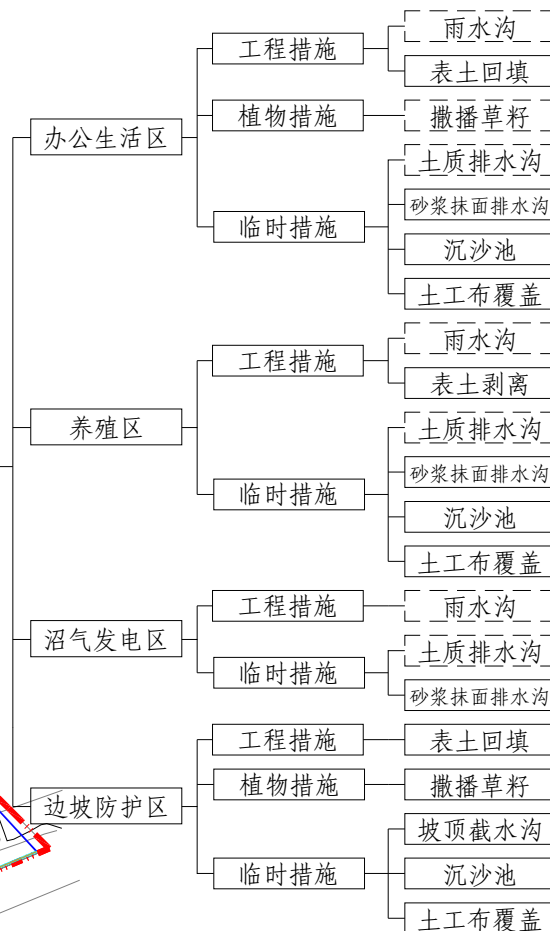 办公生活区
工程措施
雨水沟
表土回填
植物措施
撒播草籽
临时措施
土质排水沟
砂浆抹面排水沟
沉沙池
土工布覆盖
养殖区
工程措施
雨水沟
表土剥离
临时措施
土质排水沟
砂浆抹面排水沟
沉沙池
土工布覆盖
沼气发电区
工程措施
雨水沟
临时措施
土质排水沟
砂浆抹面排水沟
边坡防护区
工程措施
表土回填
植物措施
撒播草籽
临时措施
坡顶截水沟
沉沙池
土工布覆盖